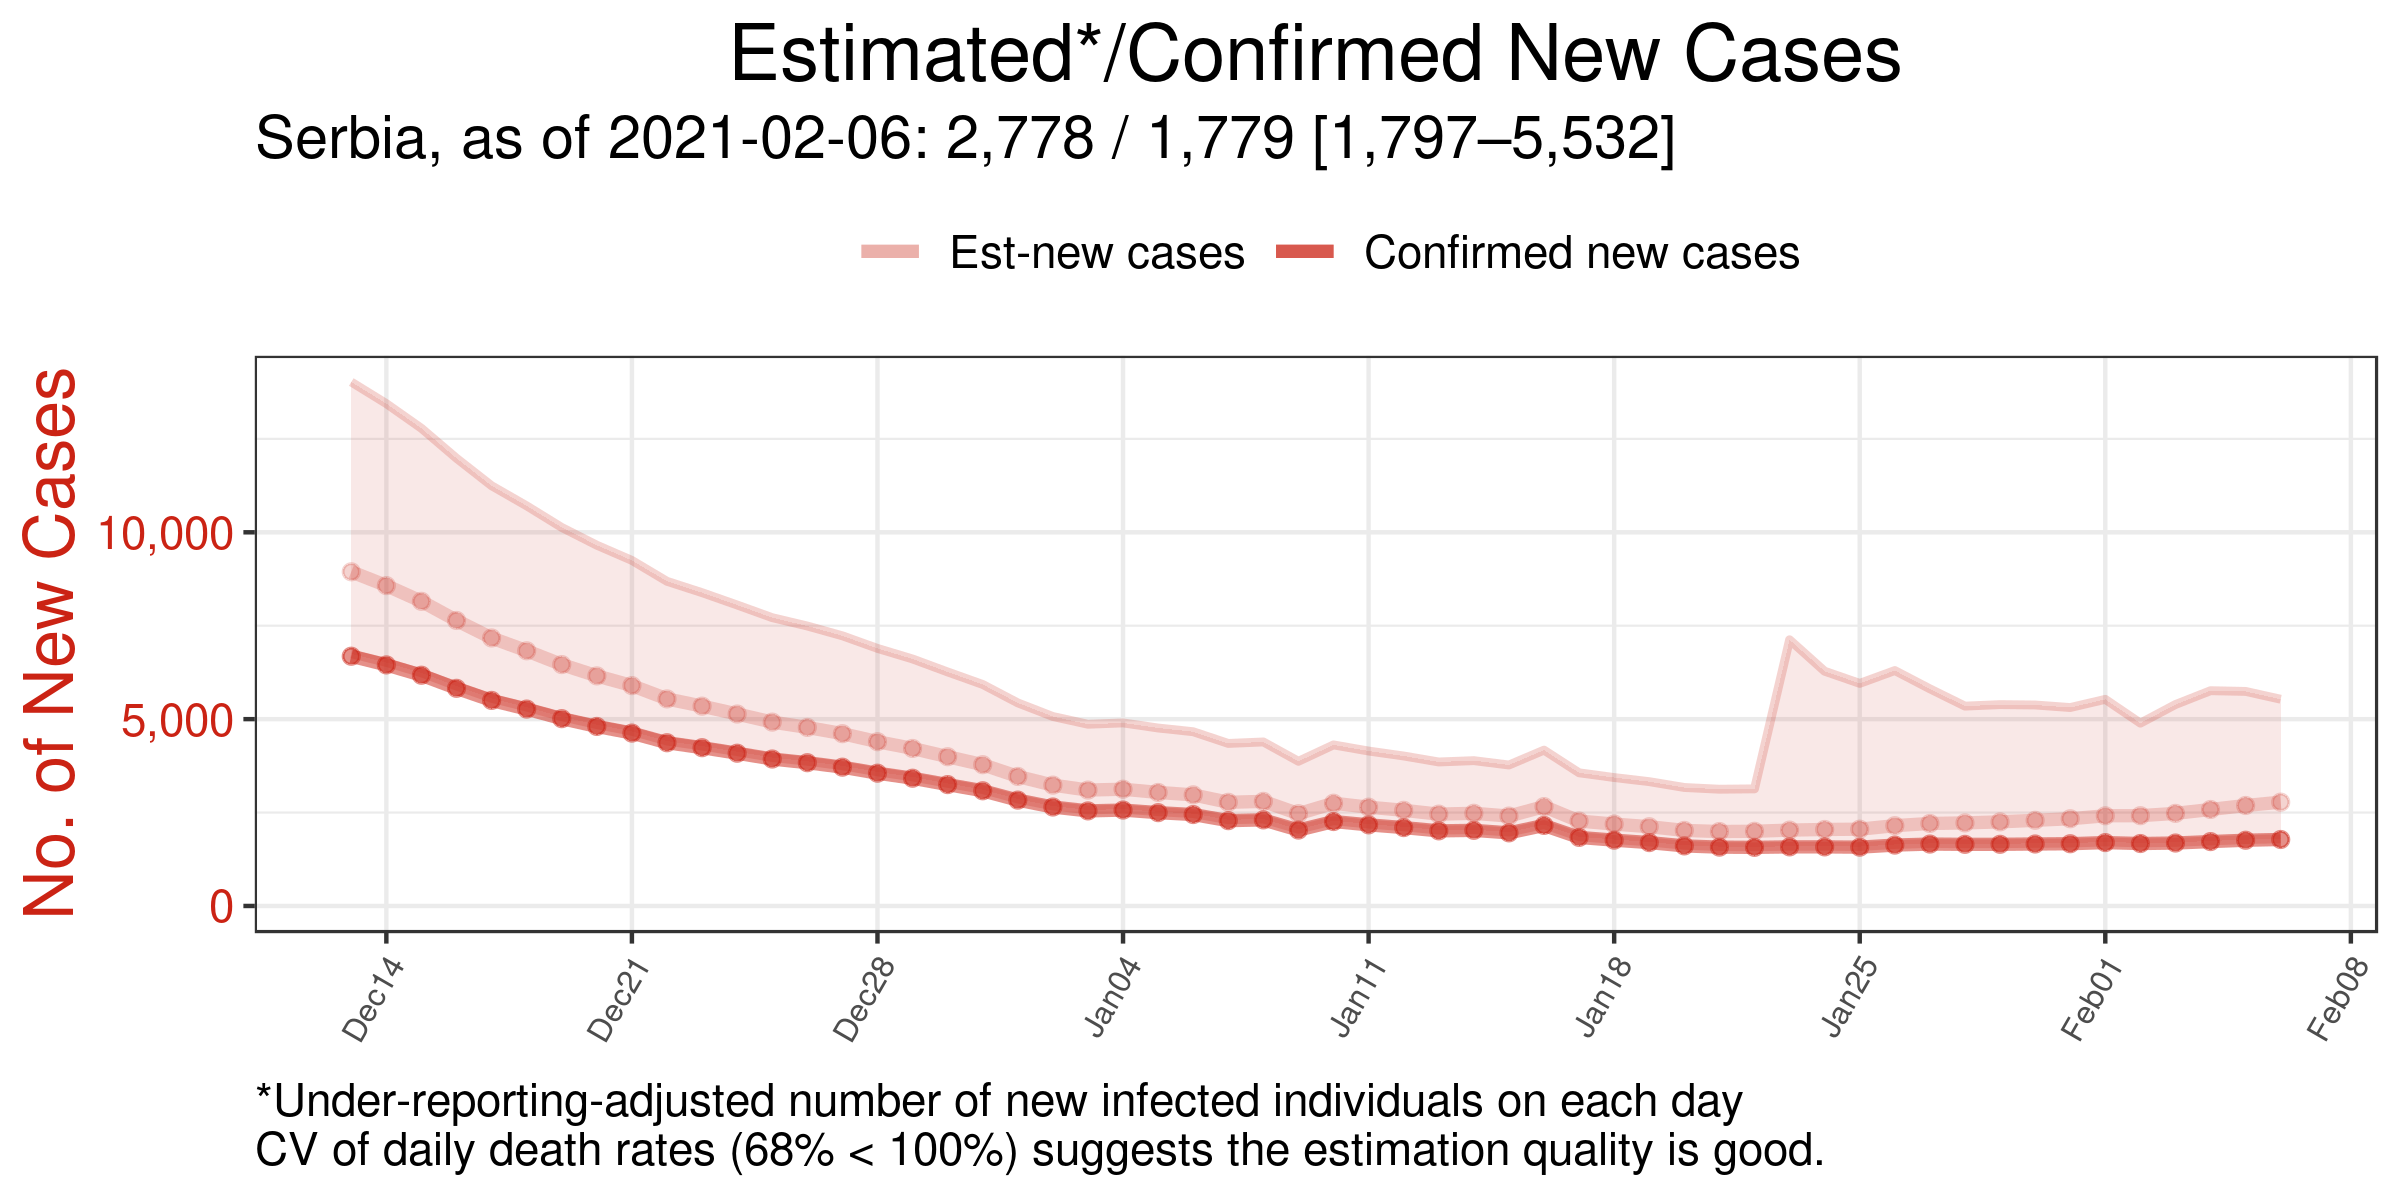 Estimated*/Confirmed New Cases
Serbia, as of 2021-02-06: 2,778 / 1,779 [1,797–5,532]
Est-new cases
Confirmed new cases
No. of New Cases
10,000
5,000
0
Dec14
Dec21
Dec28
Jan04
Jan11
Jan18
Jan25
Feb01
Feb08
*Under-reporting-adjusted number of new infected individuals on each day
CV of daily death rates (68% < 100%) suggests the estimation quality is good.